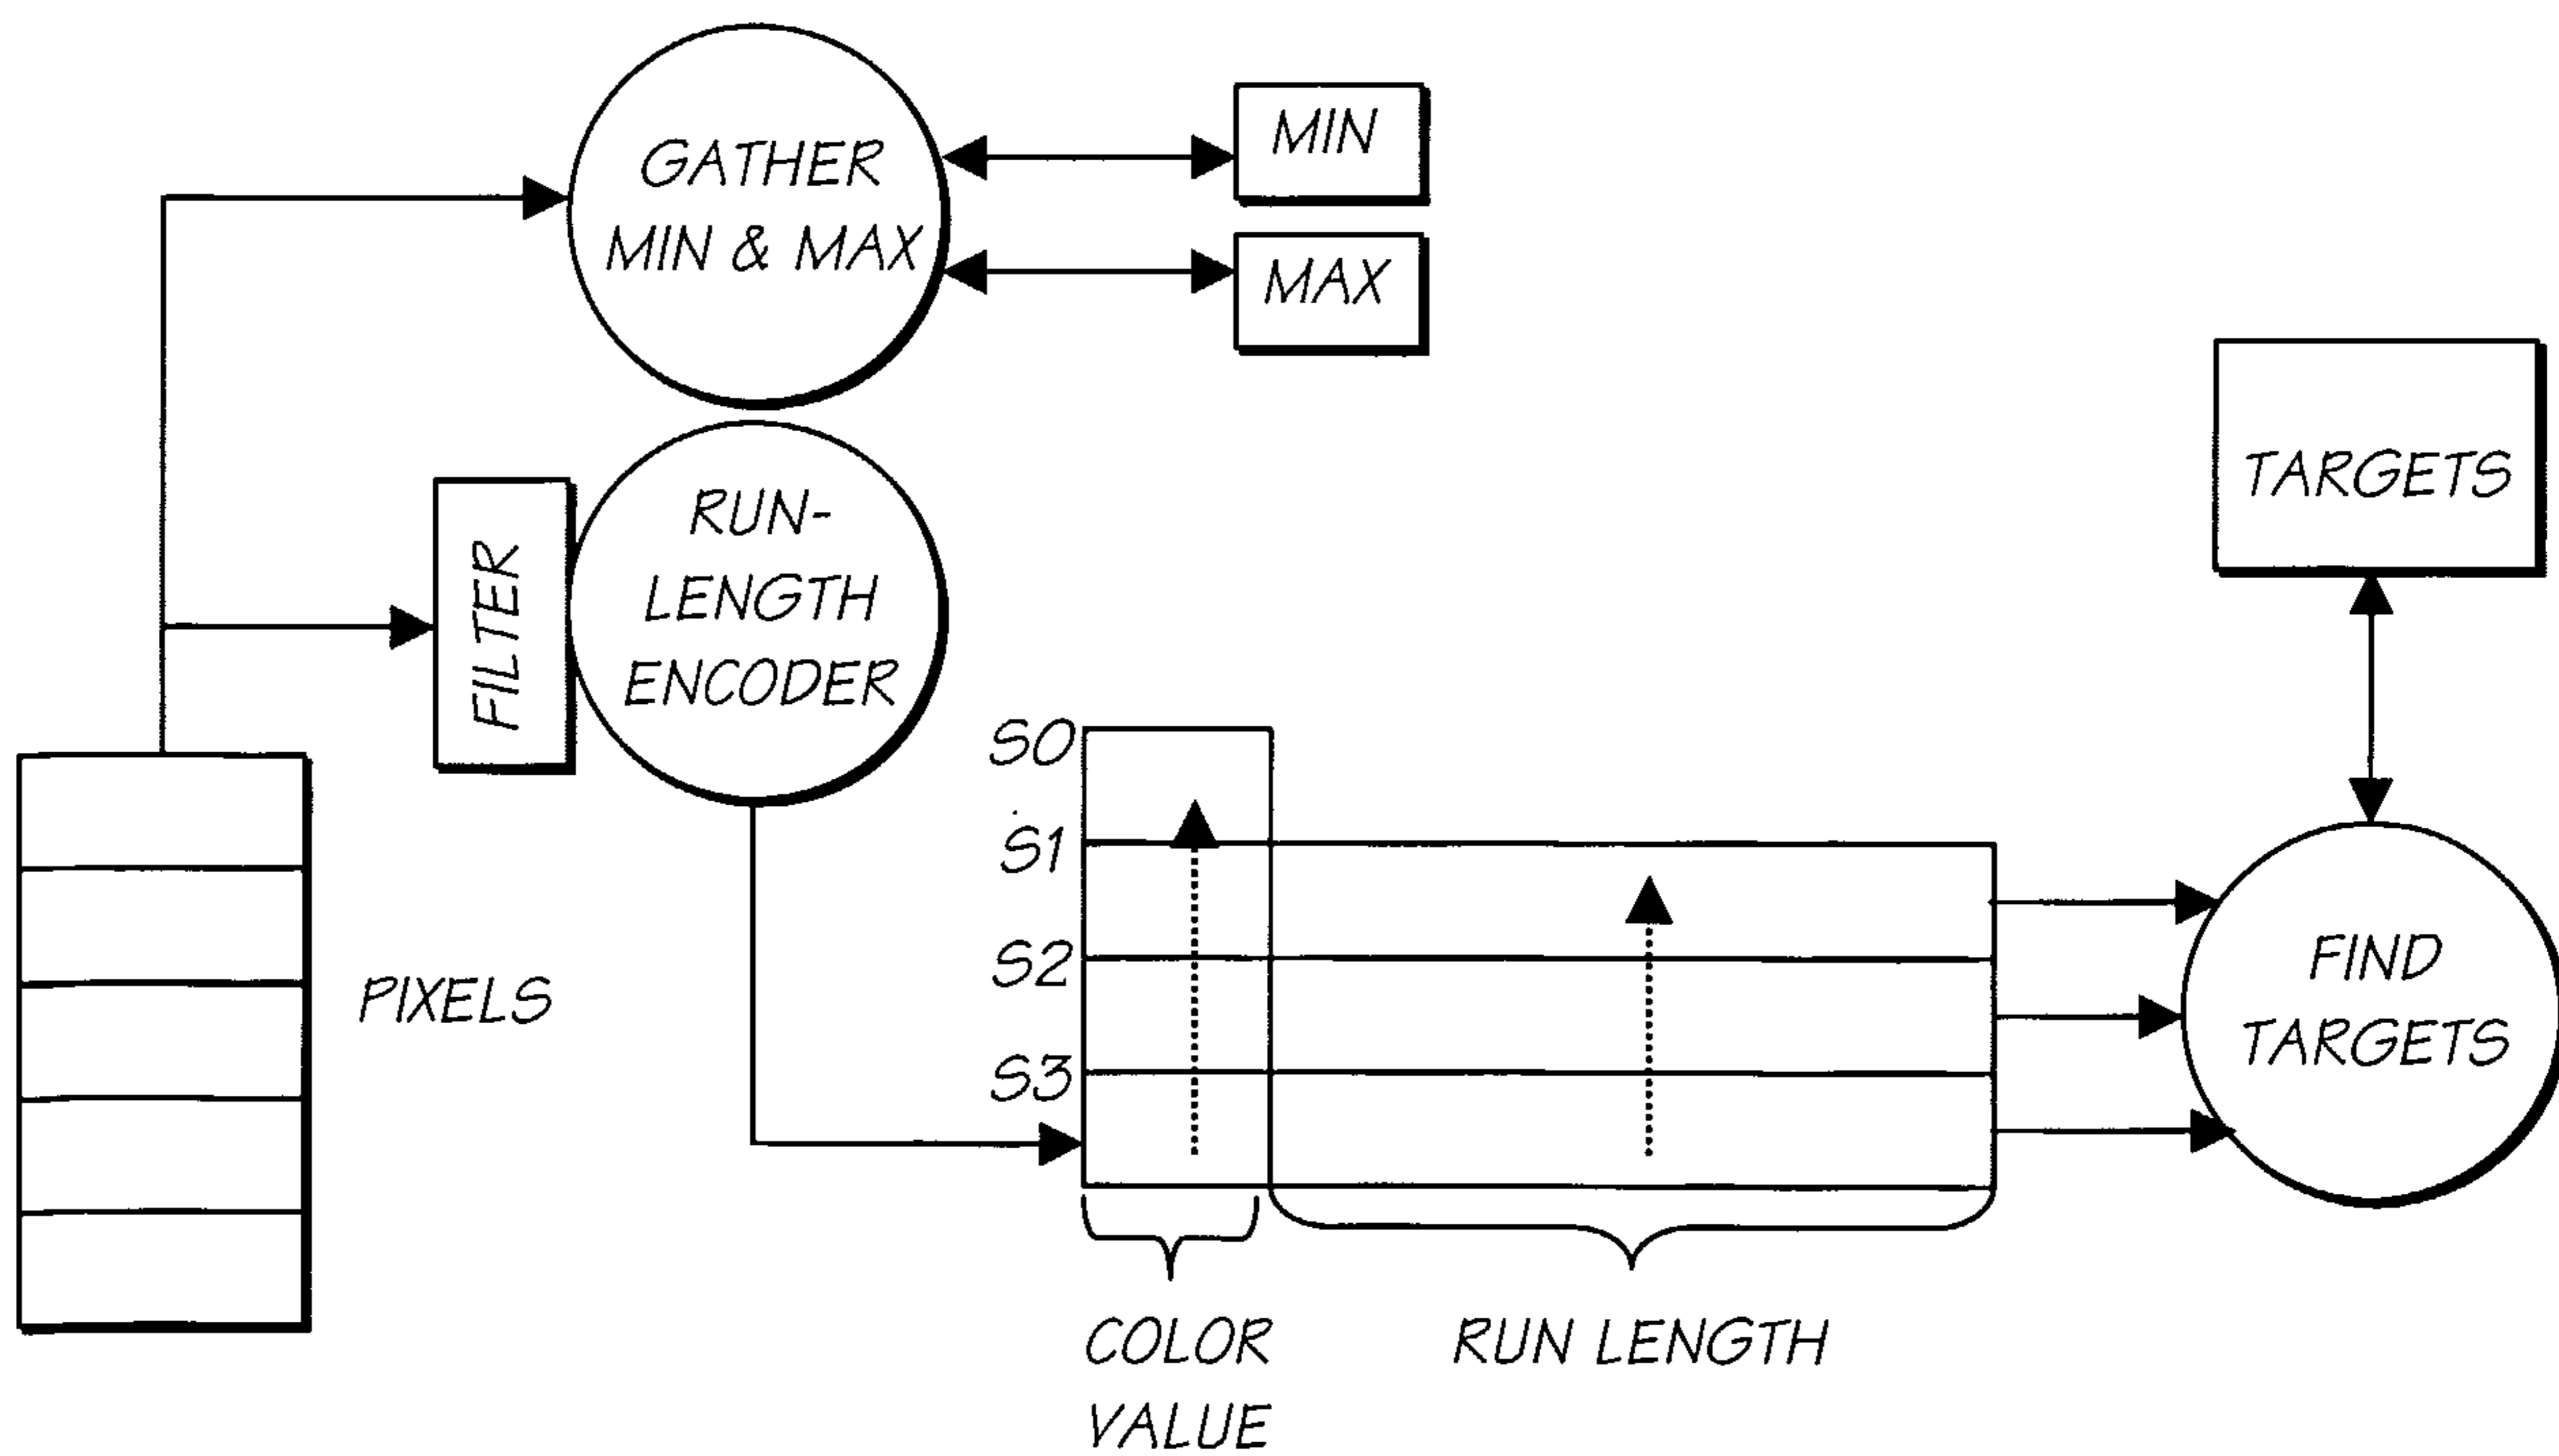 GATHER
MIN & MAX
MIN
MAX
TARGETS
FILTER
RUN-
LENGTH
ENCODER
S0
S1
S2
S3
PIXELS
FIND
TARGETS
COLOR
VALUE
RUN LENGTH